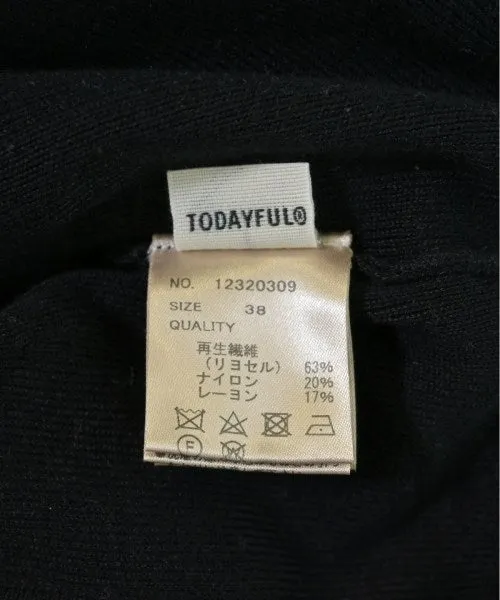 TODAYFUL®
NO. 12320309
SIZE 38
QUALITY
再生繊維
(リヨセル) 63%
ナイロン 20%
レーヨン 17%
F